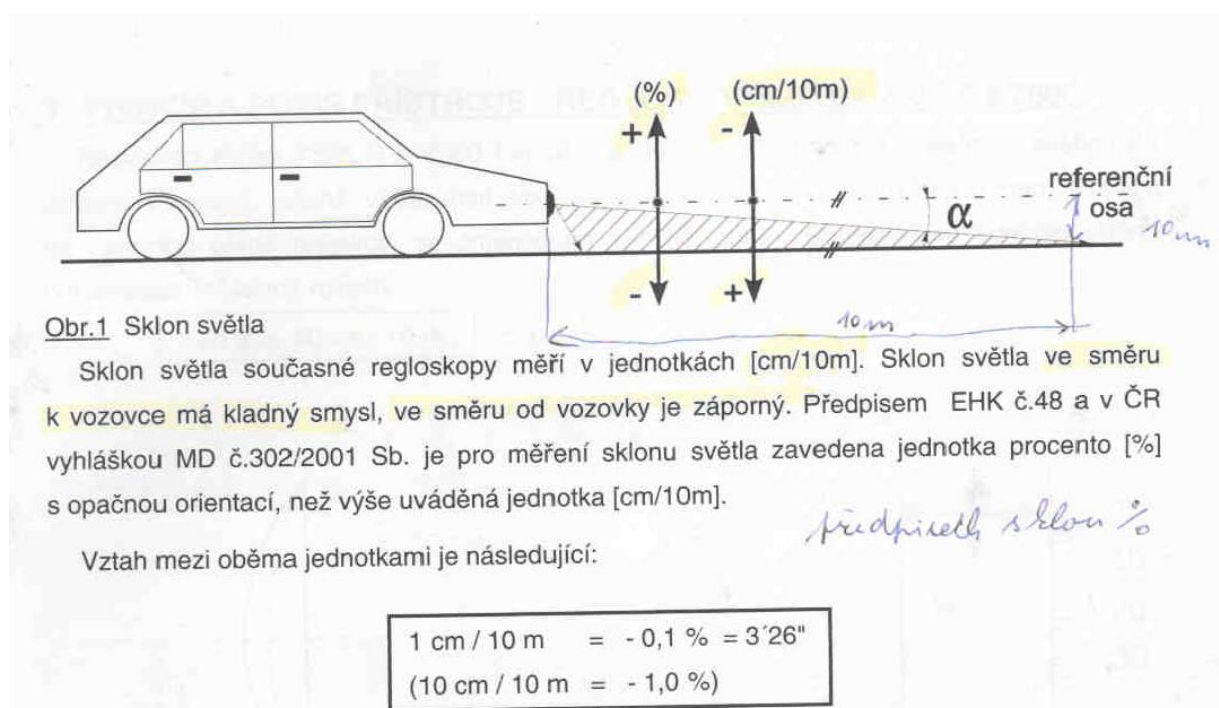 (%) (cm/10m)
+ -
referenční
osa
α
10 cm
- +
10 m
Obr.1 Sklon světla
Sklon světla současné regloskopy měří v jednotkách [cm/10m]. Sklon světla ve směru
k vozovce má kladný smysl, ve směru od vozovky je záporný. Předpisem EHK č.48 a v ČR
vyhláškou MD č.302/2001 Sb. je pro měření sklonu světla zavedena jednotka procento [%]
s opačnou orientací, než výše uváděná jednotka [cm/10m].
sklon %
Vztah mezi oběma jednotkami je následující:
1 cm / 10 m = - 0,1 % = 3´26"
(10 cm / 10 m = - 1,0 %)